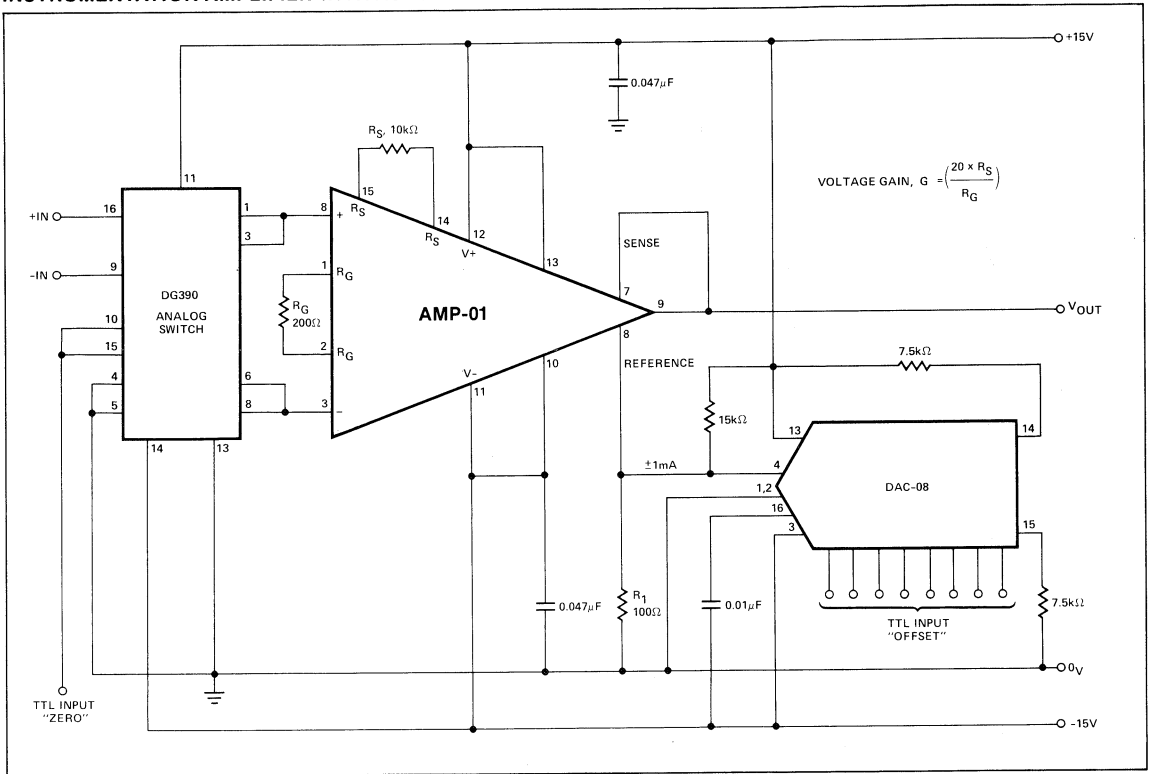 +15V
0.047µF
RS, 10kΩ
VOLTAGE GAIN, G = (20 × RS / RG)
11
15
RS
14
RS
12
V+
13
+IN
16
1
8
+
3
-IN
9
DG390
ANALOG
SWITCH
1
RG
RG
200Ω
2
RG
AMP-01
SENSE
7
9
VOUT
10
15
4
5
6
8
3
–
14
13
V–
11
10
8
REFERENCE
7.5kΩ
15kΩ
13
14
±1mA
4
1,2
16
3
DAC-08
15
TTL INPUT
"OFFSET"
7.5kΩ
0.047µF
R1
100Ω
0.01µF
0V
-15V
TTL INPUT
"ZERO"